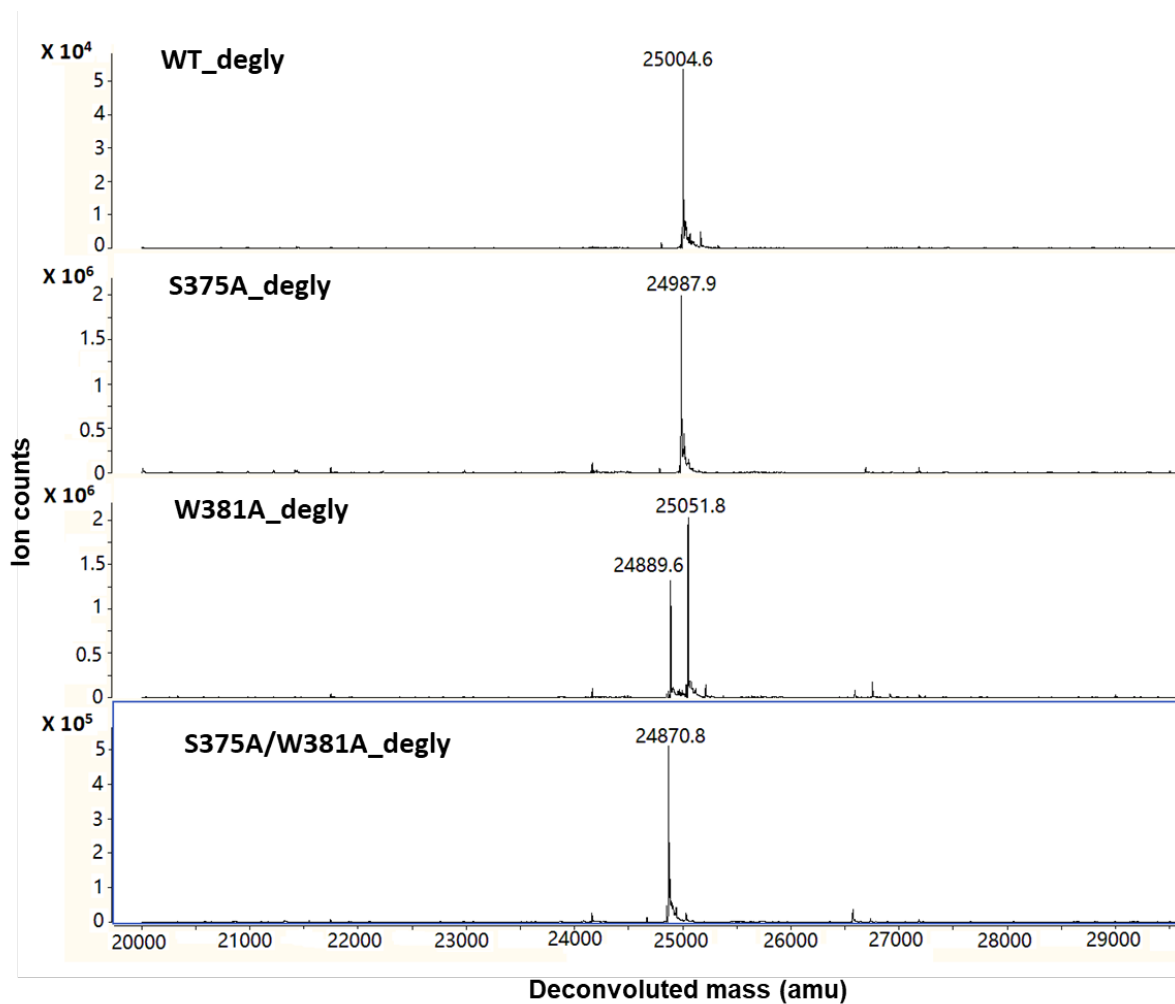 X 10⁴
WT_degly
25004.6
5
4
3
2
1
0
X 10⁶
S375A_degly
24987.9
2
1.5
1
0.5
0
X 10⁶
W381A_degly
25051.8
24889.6
2
1.5
1
0.5
0
X 10⁵
S375A/W381A_degly
24870.8
5
4
3
2
1
0
20000 21000 22000 23000 24000 25000 26000 27000 28000 29000
Deconvoluted mass (amu)
Ion counts